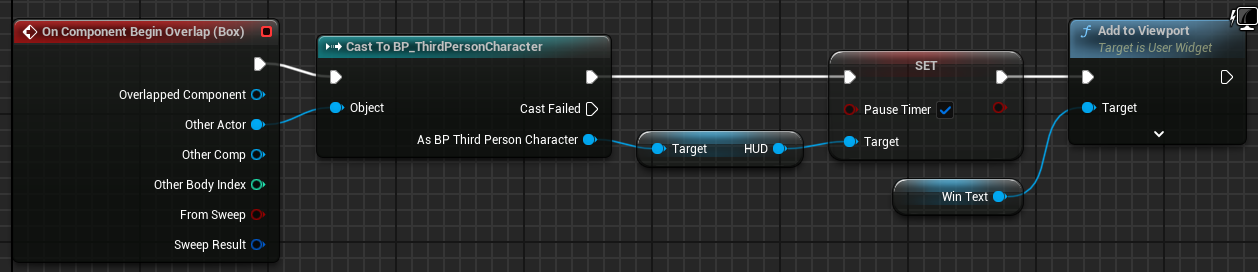 On Component Begin Overlap (Box)
Overlapped Component
Other Actor
Other Comp
Other Body Index
From Sweep
Sweep Result
Cast To BP_ThirdPersonCharacter
Object
Cast Failed
As BP Third Person Character
Target HUD
SET
Pause Timer
Target
Win Text
f Add to Viewport
Target is User Widget
Target